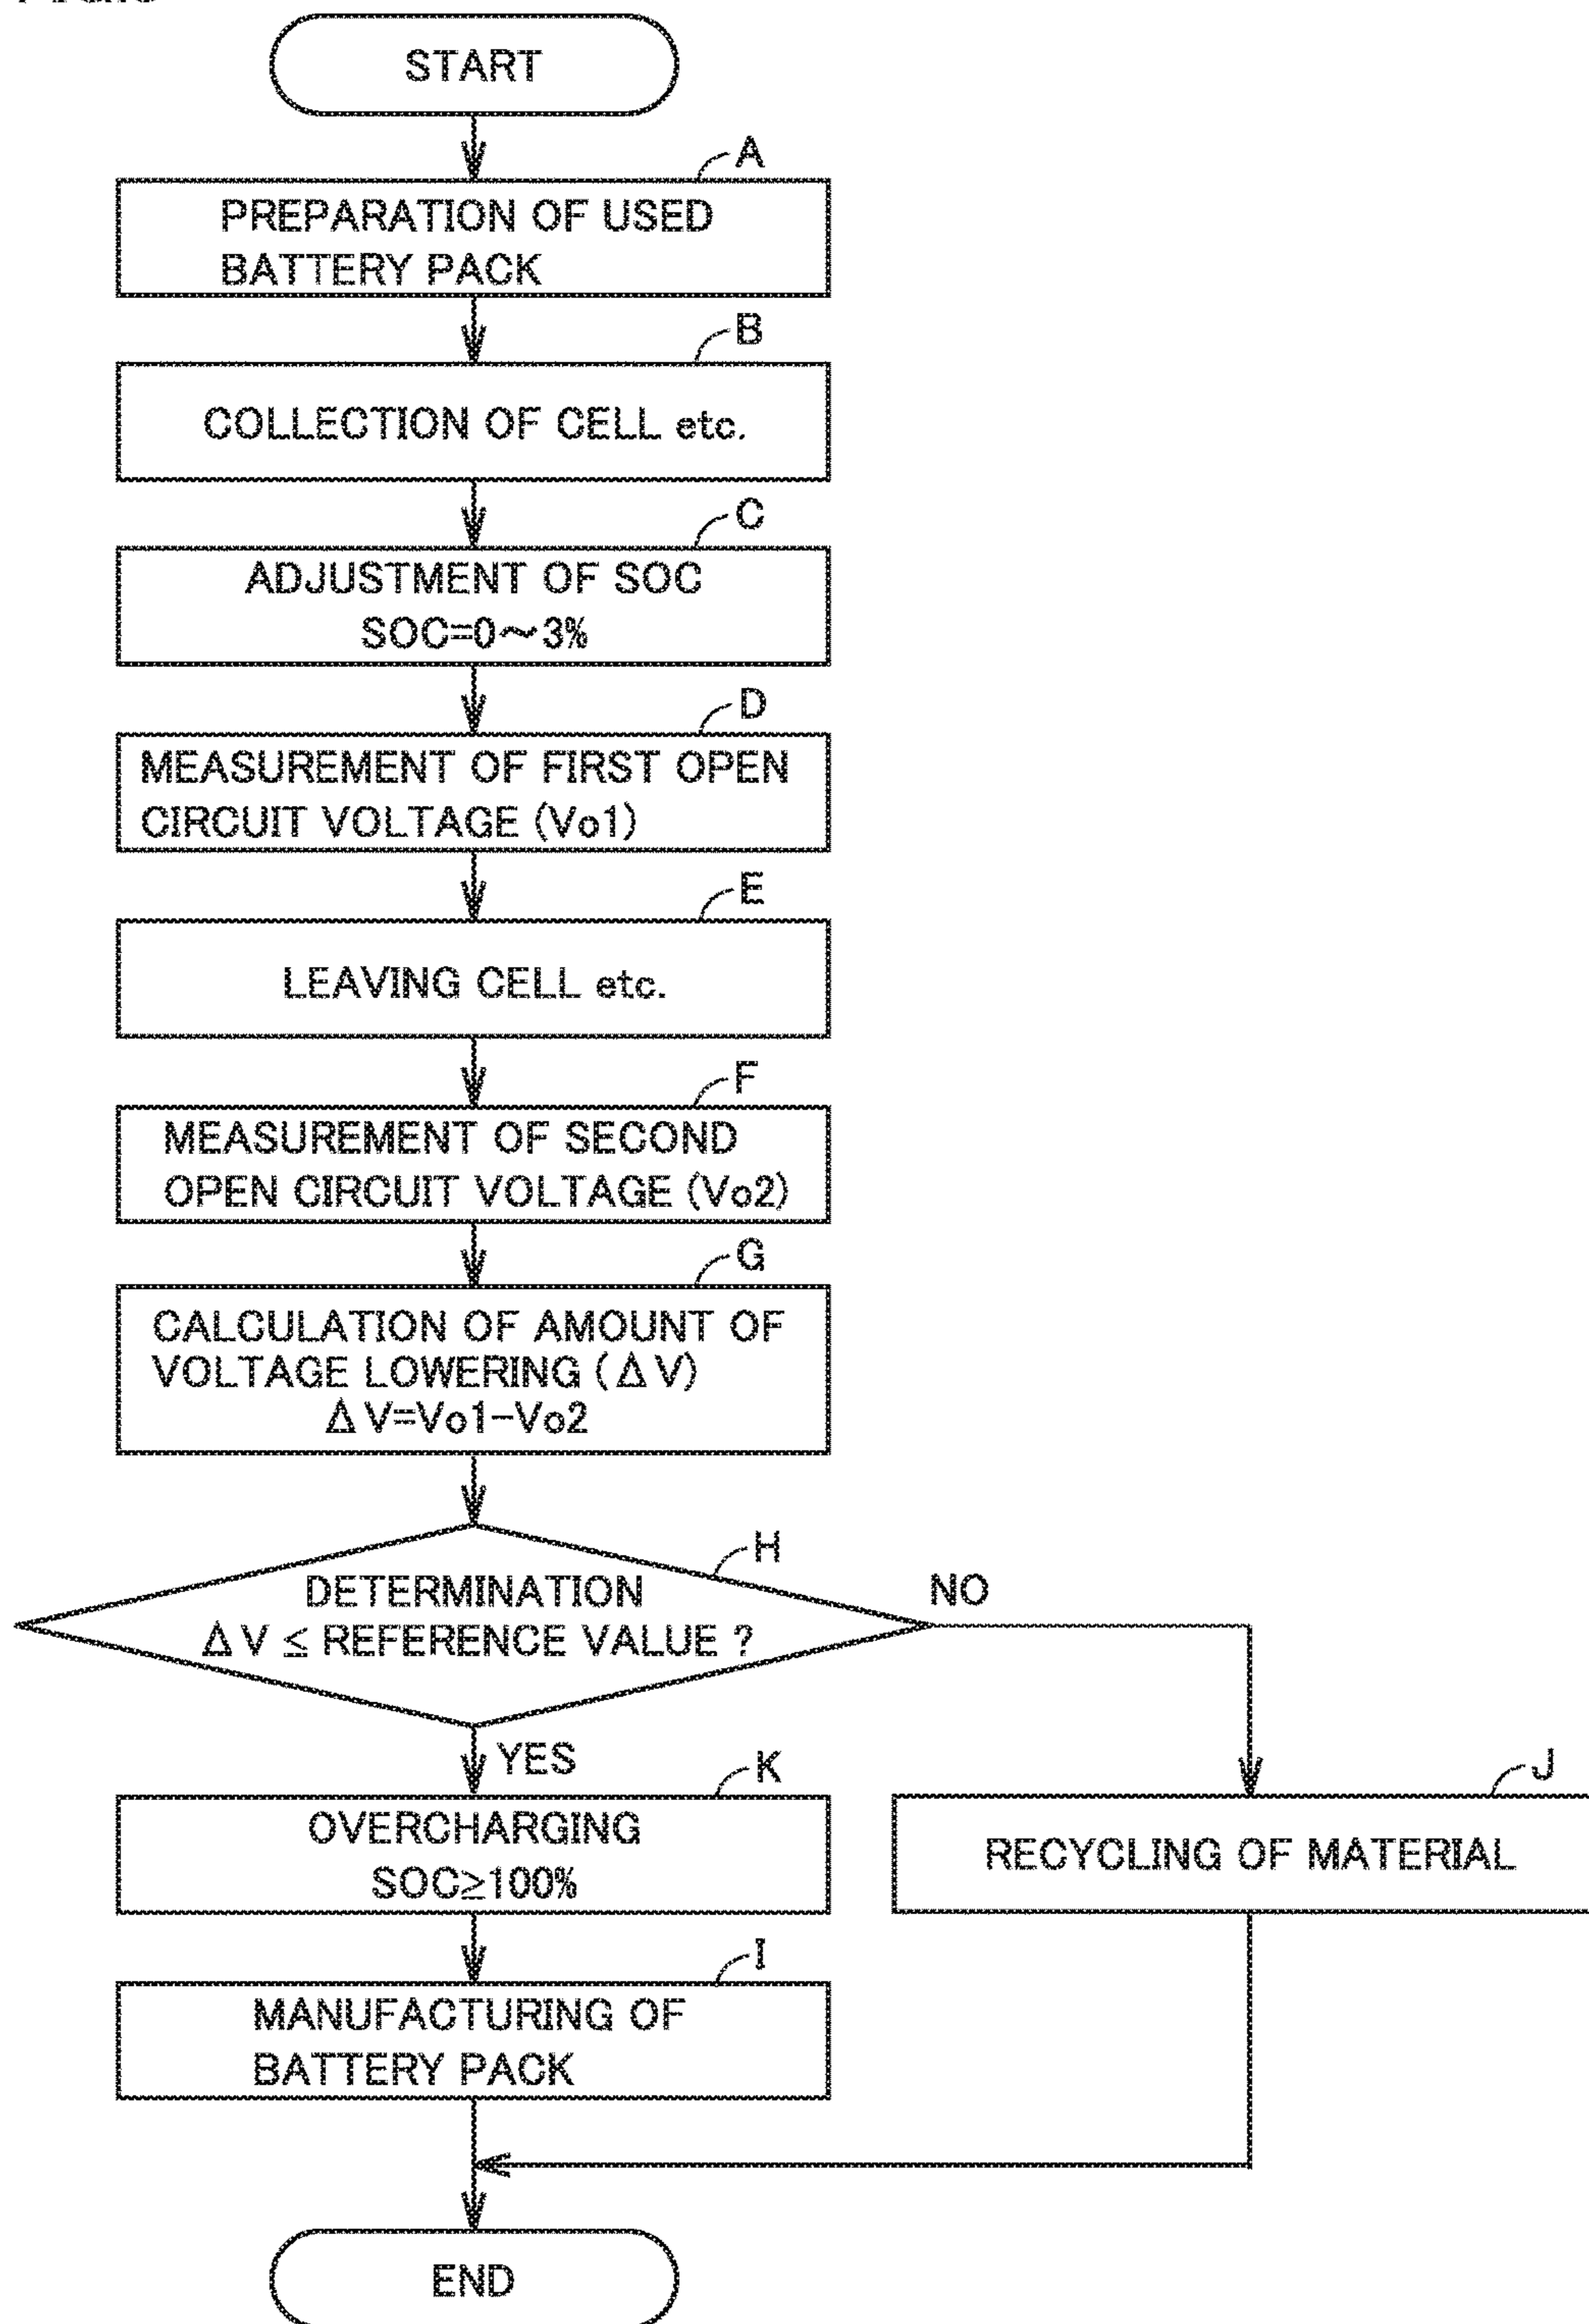 START
A
PREPARATION OF USED
BATTERY PACK
B
COLLECTION OF CELL etc.
C
ADJUSTMENT OF SOC
SOC=0～3%
D
MEASUREMENT OF FIRST OPEN
CIRCUIT VOLTAGE (Vo1)
E
LEAVING CELL etc.
F
MEASUREMENT OF SECOND
OPEN CIRCUIT VOLTAGE (Vo2)
G
CALCULATION OF AMOUNT OF
VOLTAGE LOWERING (ΔV)
ΔV=Vo1-Vo2
H
DETERMINATION
ΔV ≦ REFERENCE VALUE ?
NO
YES
K
OVERCHARGING
SOC≧100%
J
RECYCLING OF MATERIAL
I
MANUFACTURING OF
BATTERY PACK
END